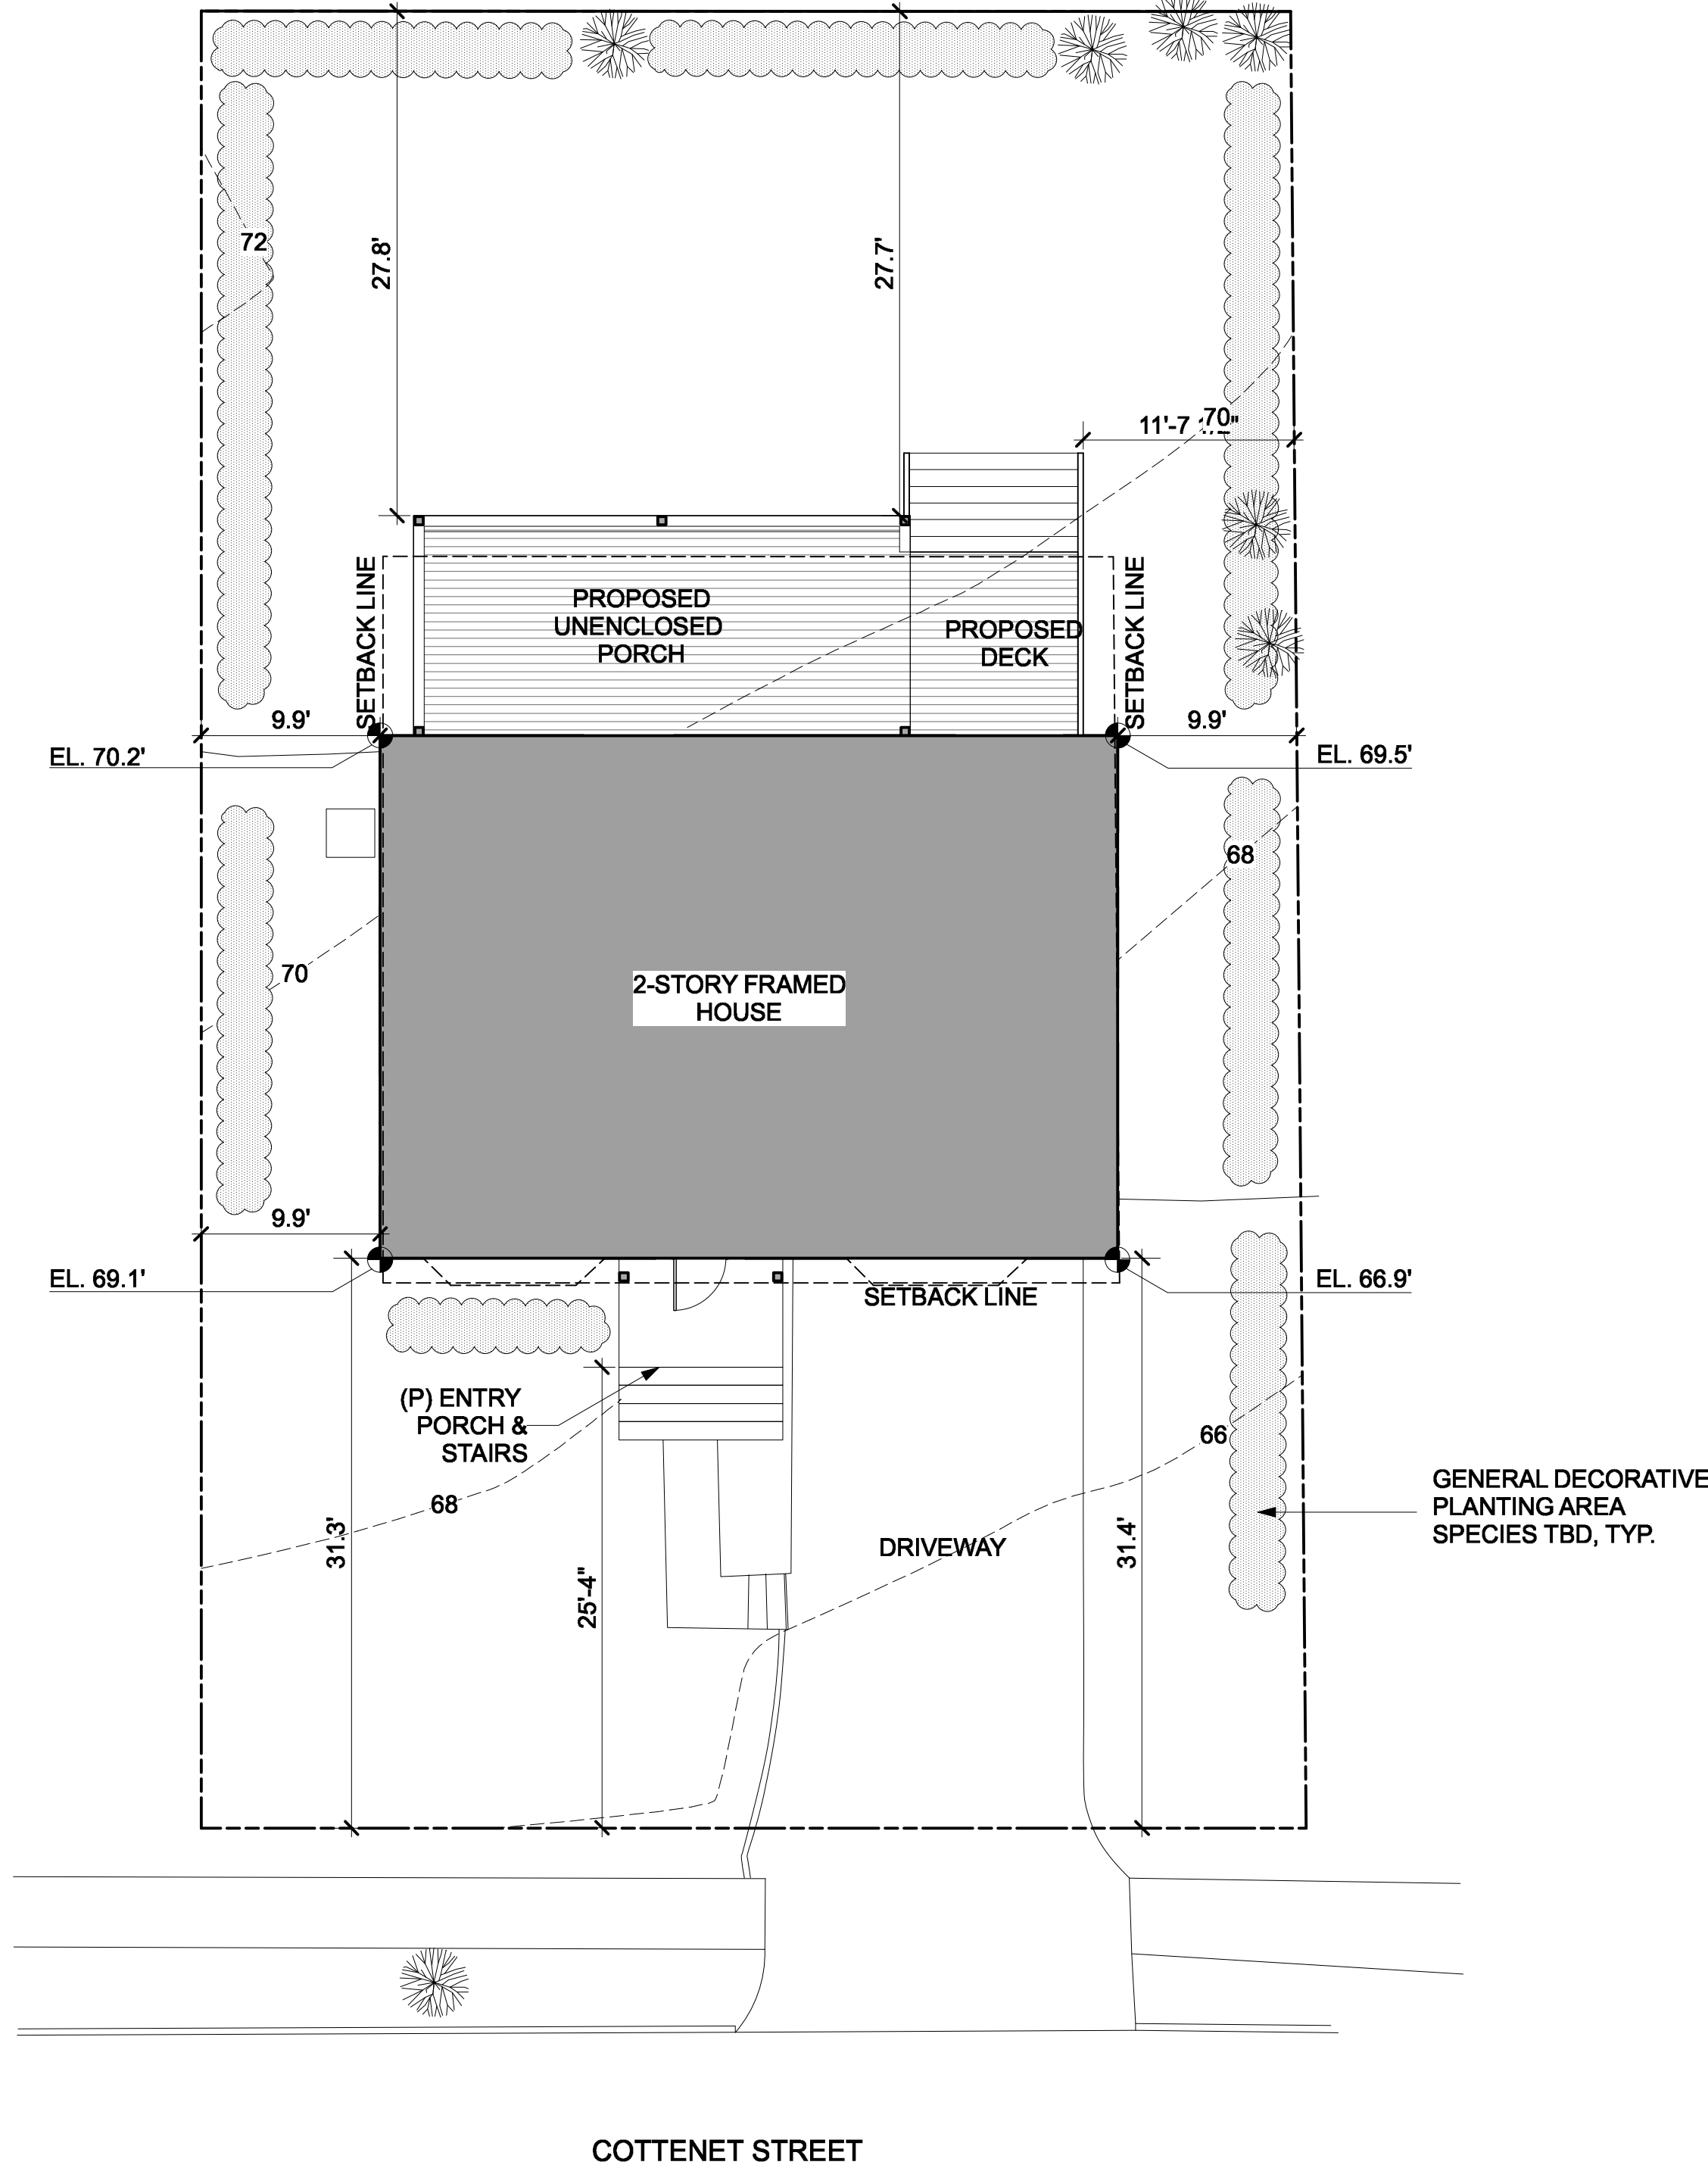 72
27.8'
27.7'
70
11'-7
SETBACK LINE
PROPOSED
UNENCLOSED
PORCH
PROPOSED
DECK
SETBACK LINE
9.9'
9.9'
EL. 70.2'
EL. 69.5'
68
70
2-STORY FRAMED
HOUSE
9.9'
EL. 69.1'
EL. 66.9'
SETBACK LINE
(P) ENTRY
PORCH &
STAIRS
66
68
GENERAL DECORATIVE
PLANTING AREA
SPECIES TBD, TYP.
31.3'
25'-4"
DRIVEWAY
31.4'
COTTENET STREET